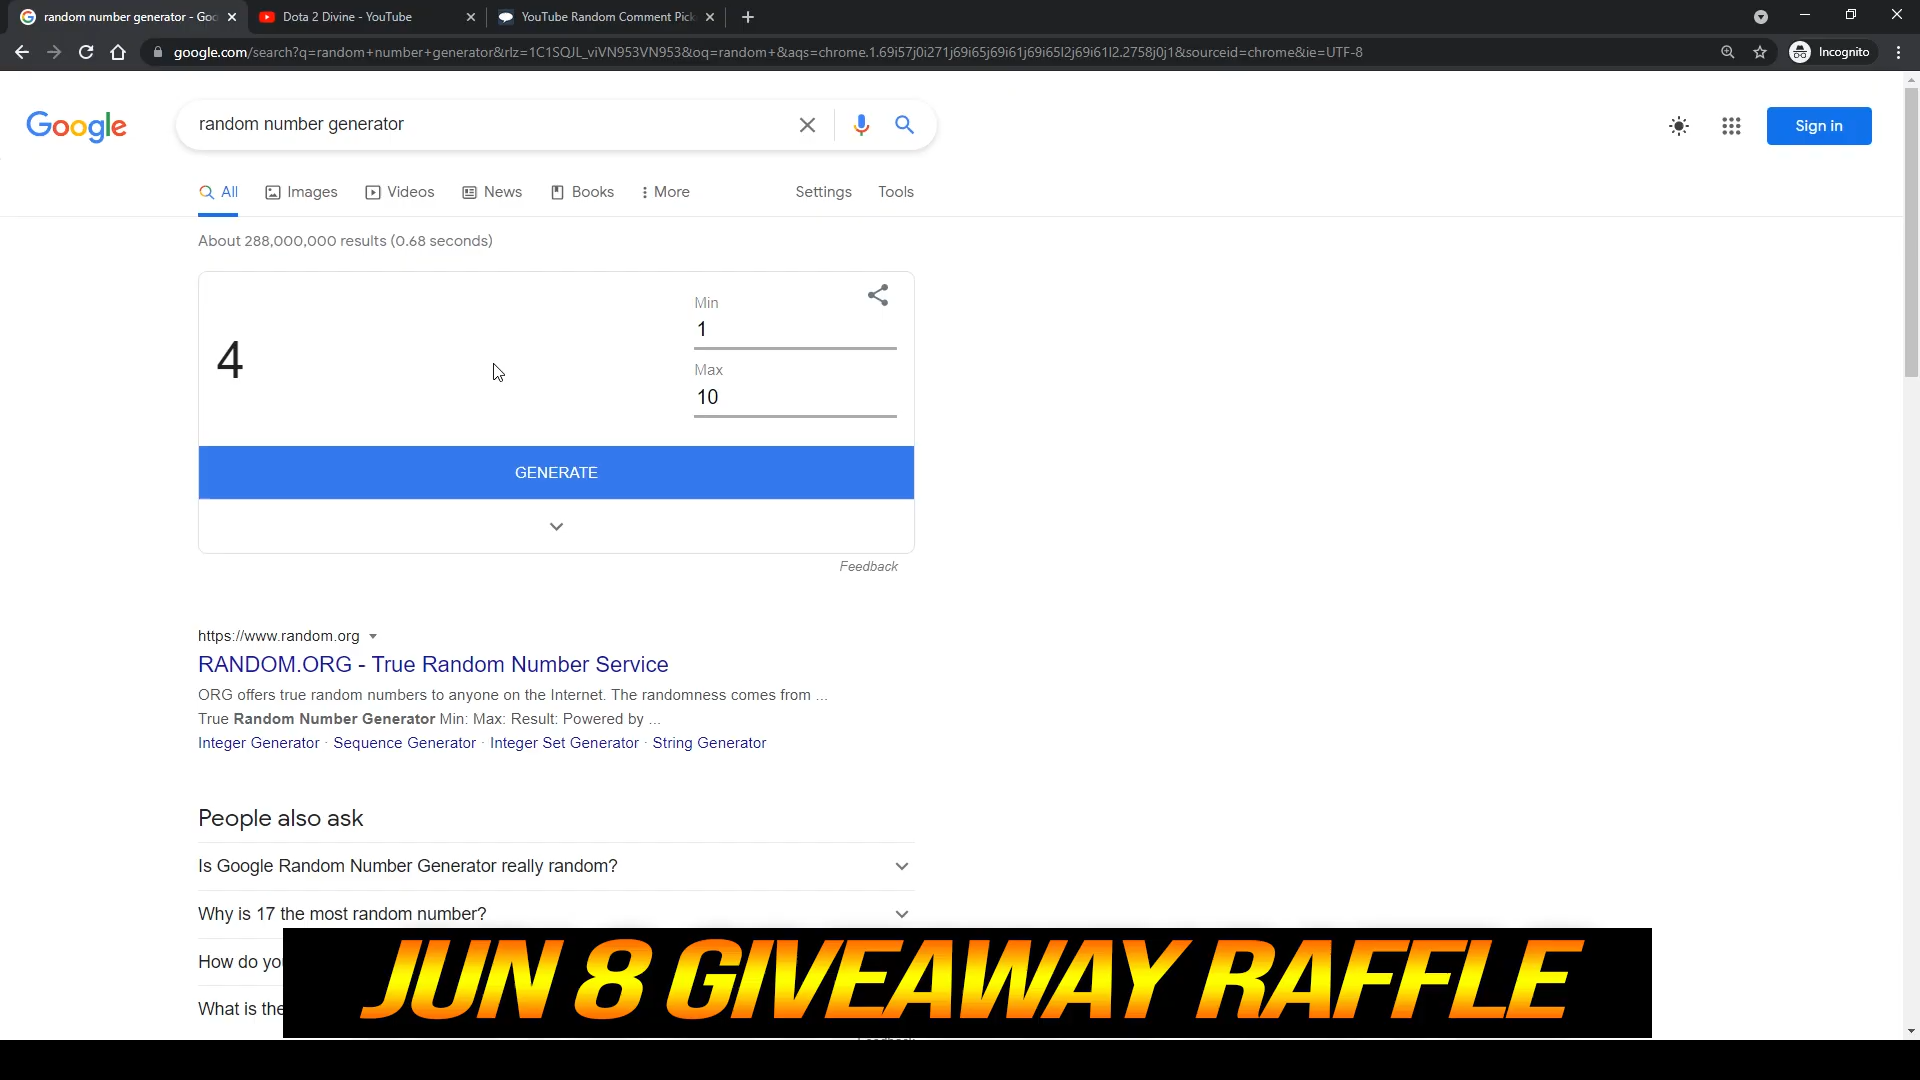 random number generator - Goo
Dota 2 Divine - YouTube
YouTube Random Comment Pick
google.com/search?q=random+number+generator&rlz=1C1SQJL_viVN953VN953&oq=random+&aqs=chrome.1.69i57j0i271j69i65j69i61j69i65l2j69i61l2.2758j0j1&sourceid=chrome&ie=UTF-8
Incognito
Google
random number generator
Sign in
All
Images
Videos
News
Books
More
Settings
Tools
About 288,000,000 results (0.68 seconds)
Min
1
4
Max
10
GENERATE
Feedback
https://www.random.org
RANDOM.ORG - True Random Number Service
ORG offers true random numbers to anyone on the Internet. The randomness comes from ...
True Random Number Generator Min: Max: Result: Powered by ...
Integer Generator · Sequence Generator · Integer Set Generator · String Generator
People also ask
Is Google Random Number Generator really random?
Why is 17 the most random number?
How do you
What is the
JUN 8 GIVEAWAY RAFFLE